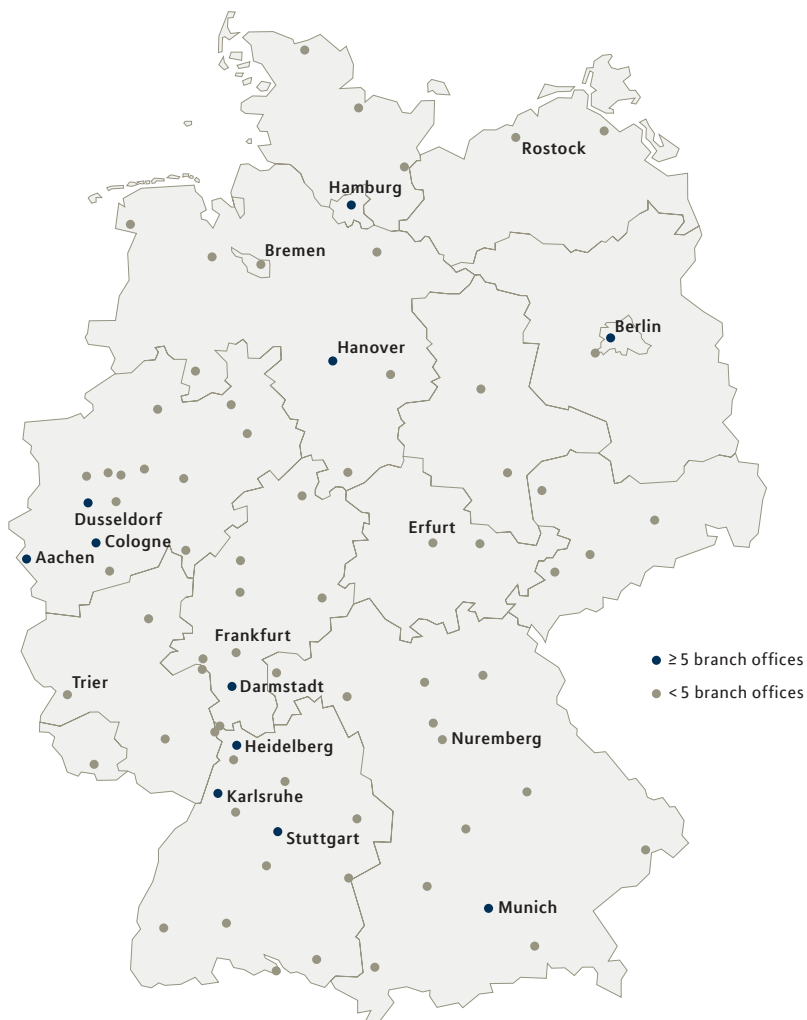 Rostock
Hamburg
Bremen
Berlin
Hanover
Dusseldorf
Erfurt
Cologne
Aachen
Frankfurt
≥ 5 branch offices
Trier
Darmstadt
< 5 branch offices
Nuremberg
Heidelberg
Karlsruhe
Stuttgart
Munich